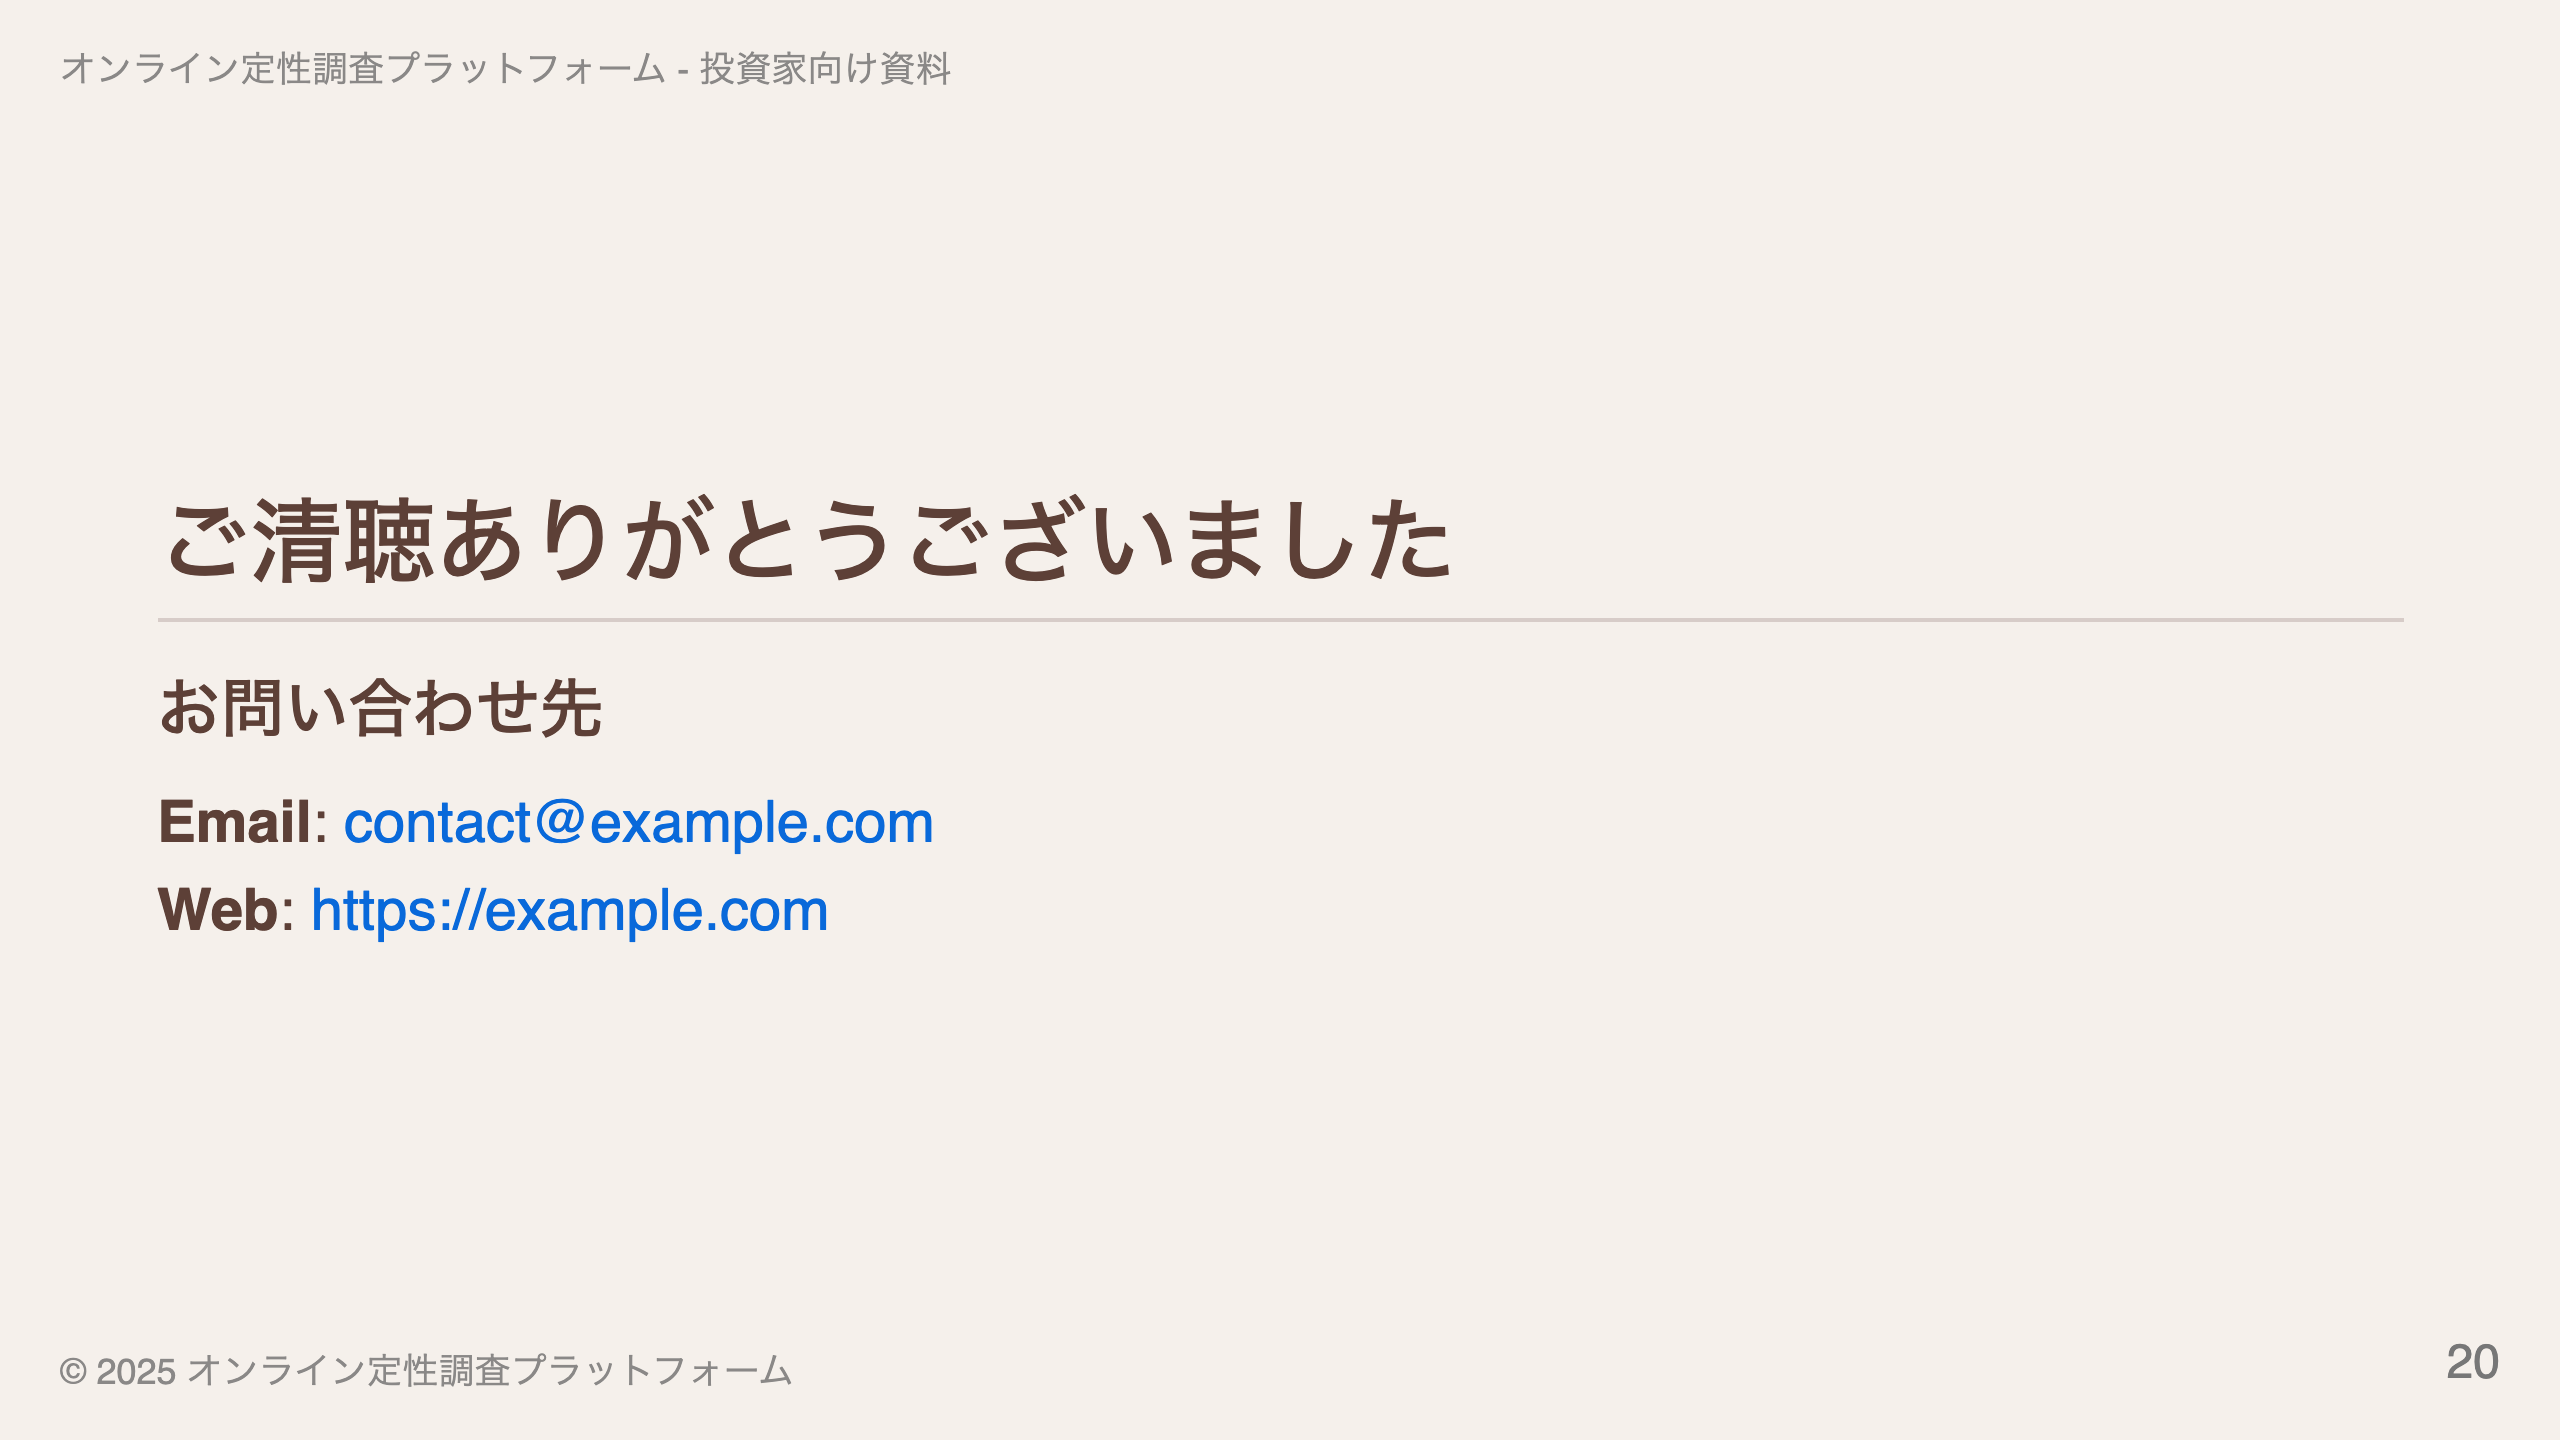 オンライン定性調査プラットフォーム - 投資家向け資料
ご清聴ありがとうございました
お問い合わせ先
Email: contact@example.com
Web: https://example.com
© 2025 オンライン定性調査プラットフォーム
20